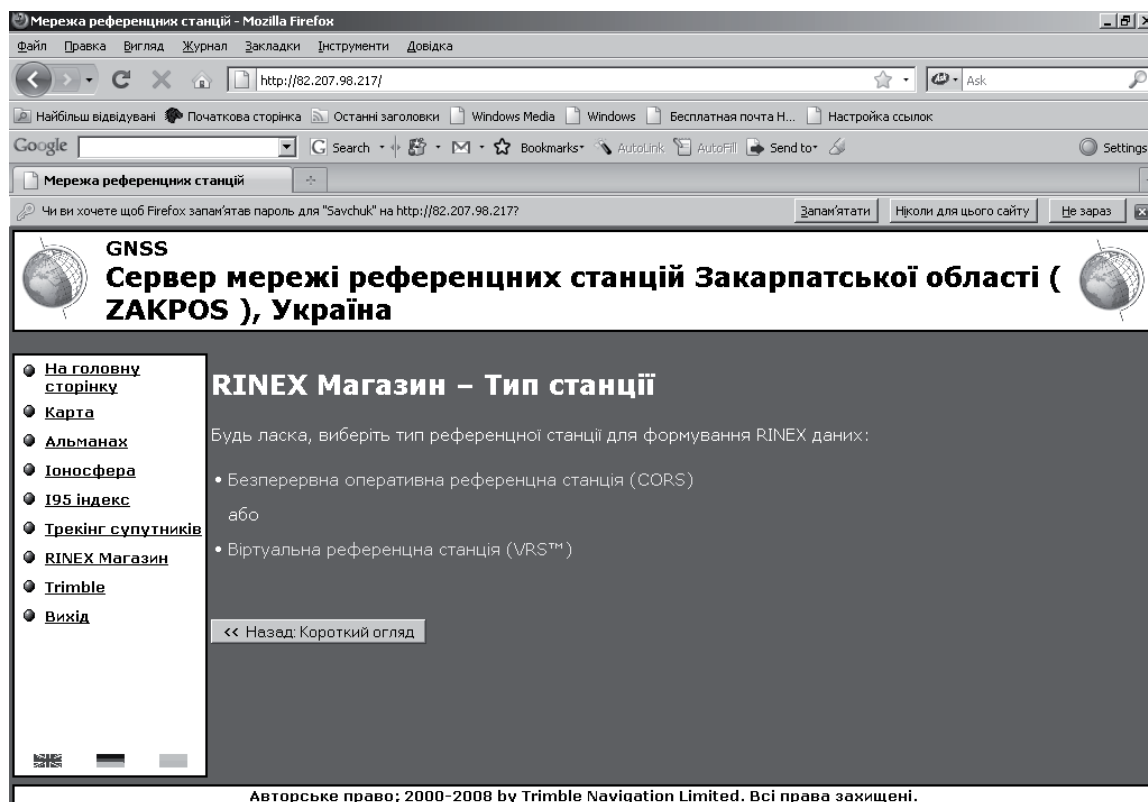 Мережа референцних станцій - Mozilla Firefox
Файл Правка Вигляд Журнал Закладки Інструменти Довідка
http://82.207.98.217/ Ask
Найбільш відвідувані Початкова сторінка Останні заголовки Windows Media Windows Бесплатная почта H... Настройка ссылок
Google Search Bookmarks AutoLink AutoFill Send to Settings
Мережа референцних станцій
Чи ви хочете щоб Firefox запам'ятав пароль для "Savchuk" на http://82.207.98.217? Запам'ятати Ніколи для цього сайту Не зараз
GNSS
Сервер мережі референцних станцій Закарпатської області (
ZAKPOS ), Україна
На головну
сторінку
Карта
Альманах
Іоносфера
I95 індекс
Трекінг супутників
RINEX Магазин
Trimble
Вихід
RINEX Магазин – Тип станції
Будь ласка, виберіть тип референцної станції для формування RINEX даних:
• Безперервна оперативна референцна станція (CORS)
або
• Віртуальна референцна станція (VRS™)
<< Назад: Короткий огляд
Авторське право; 2000-2008 by Trimble Navigation Limited. Всі права захищені.